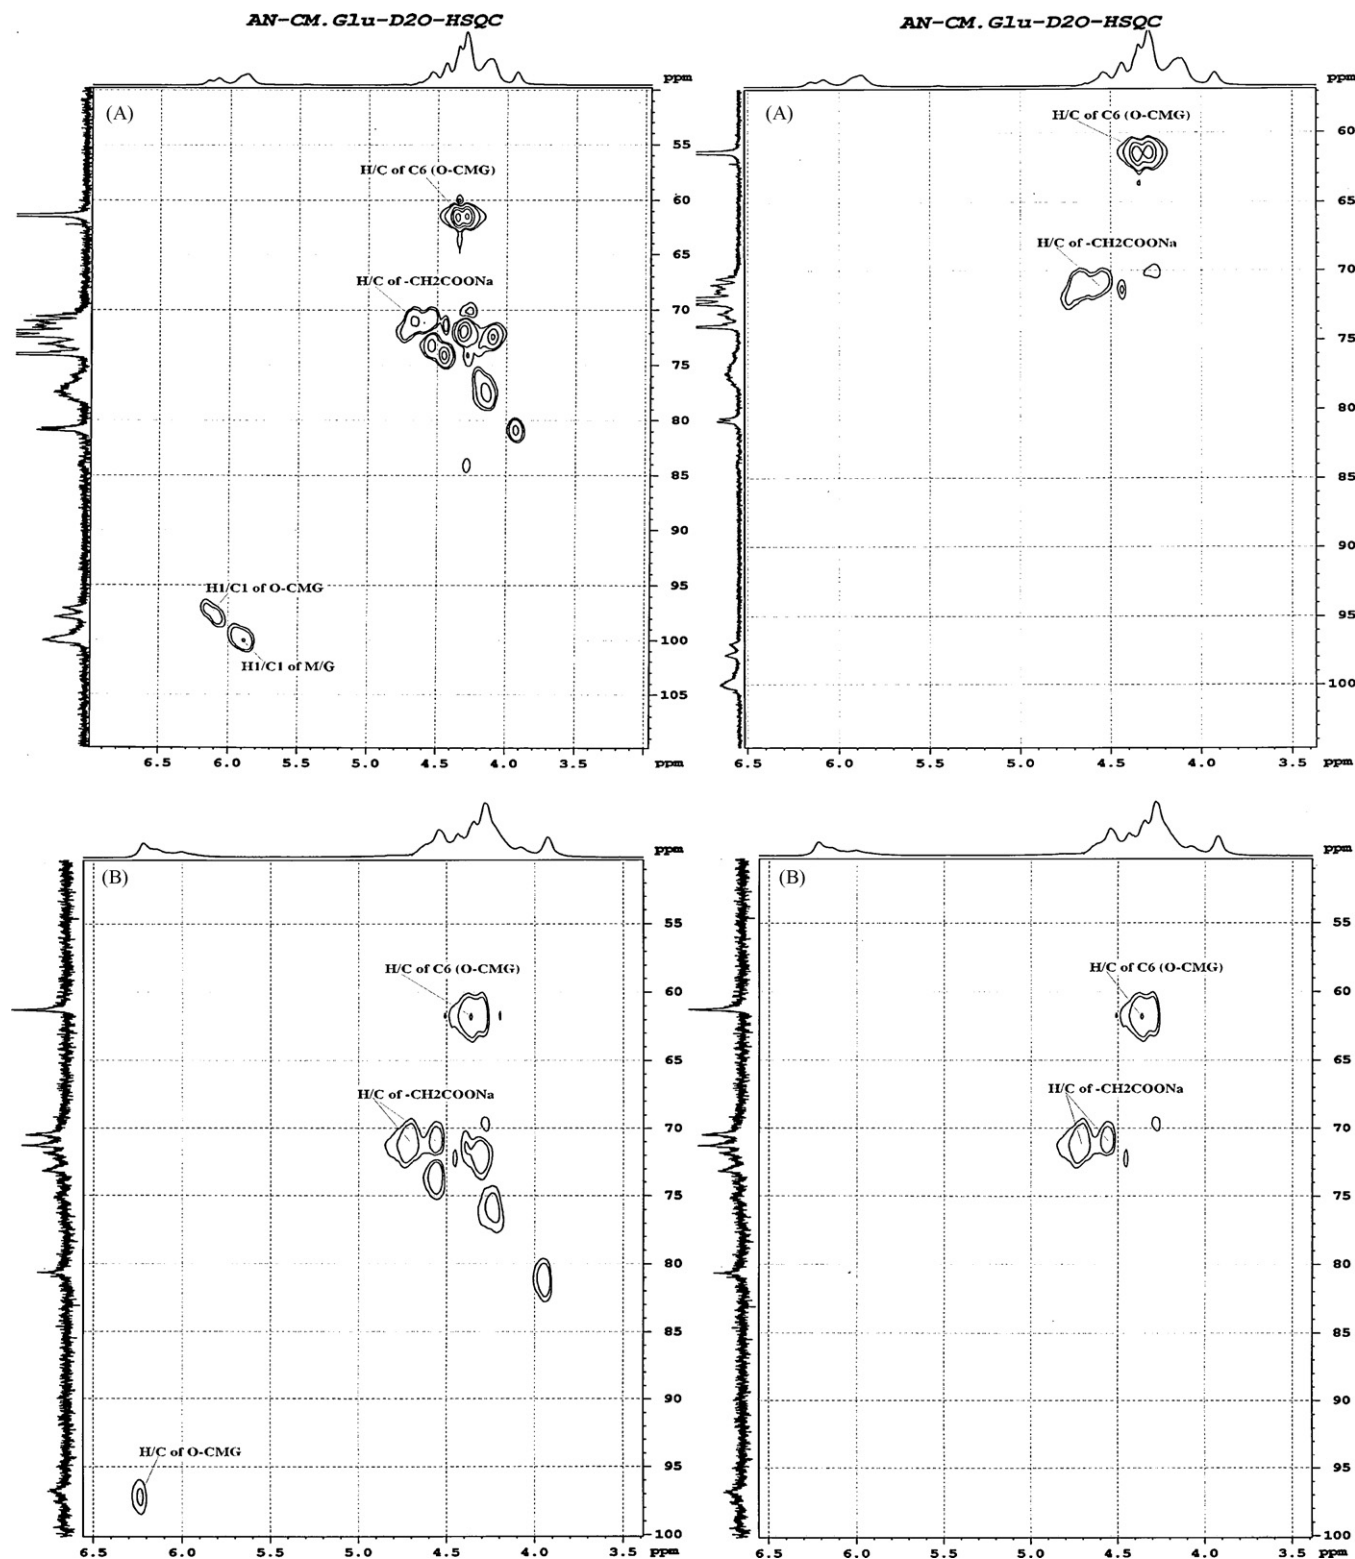 AN-CM.Glu-D2O-HSQC
ppm
(A)
H/C of C6 (O-CMG)
H/C of -CH2COONa
H1/C1 of O-CMG
H1/C1 of M/G
55
60
65
70
75
80
85
90
95
100
105
6.5 6.0 5.5 5.0 4.5 4.0 3.5 ppm
AN-CM.Glu-D2O-HSQC
ppm
(A)
H/C of C6 (O-CMG)
H/C of -CH2COONa
60
65
70
75
80
85
90
95
100
6.5 6.0 5.0 4.5 4.0 3.5 ppm
ppm
(B)
H/C of C6 (O-CMG)
H/C of -CH2COONa
H/C of O-CMG
55
60
65
70
75
80
85
90
95
100
6.5 6.0 5.0 4.5 4.0 3.5 ppm
ppm
(B)
H/C of C6 (O-CMG)
H/C of -CH2COONa
55
60
65
70
75
80
85
90
95
100
6.5 6.0 5.0 4.5 4.0 3.5 ppm